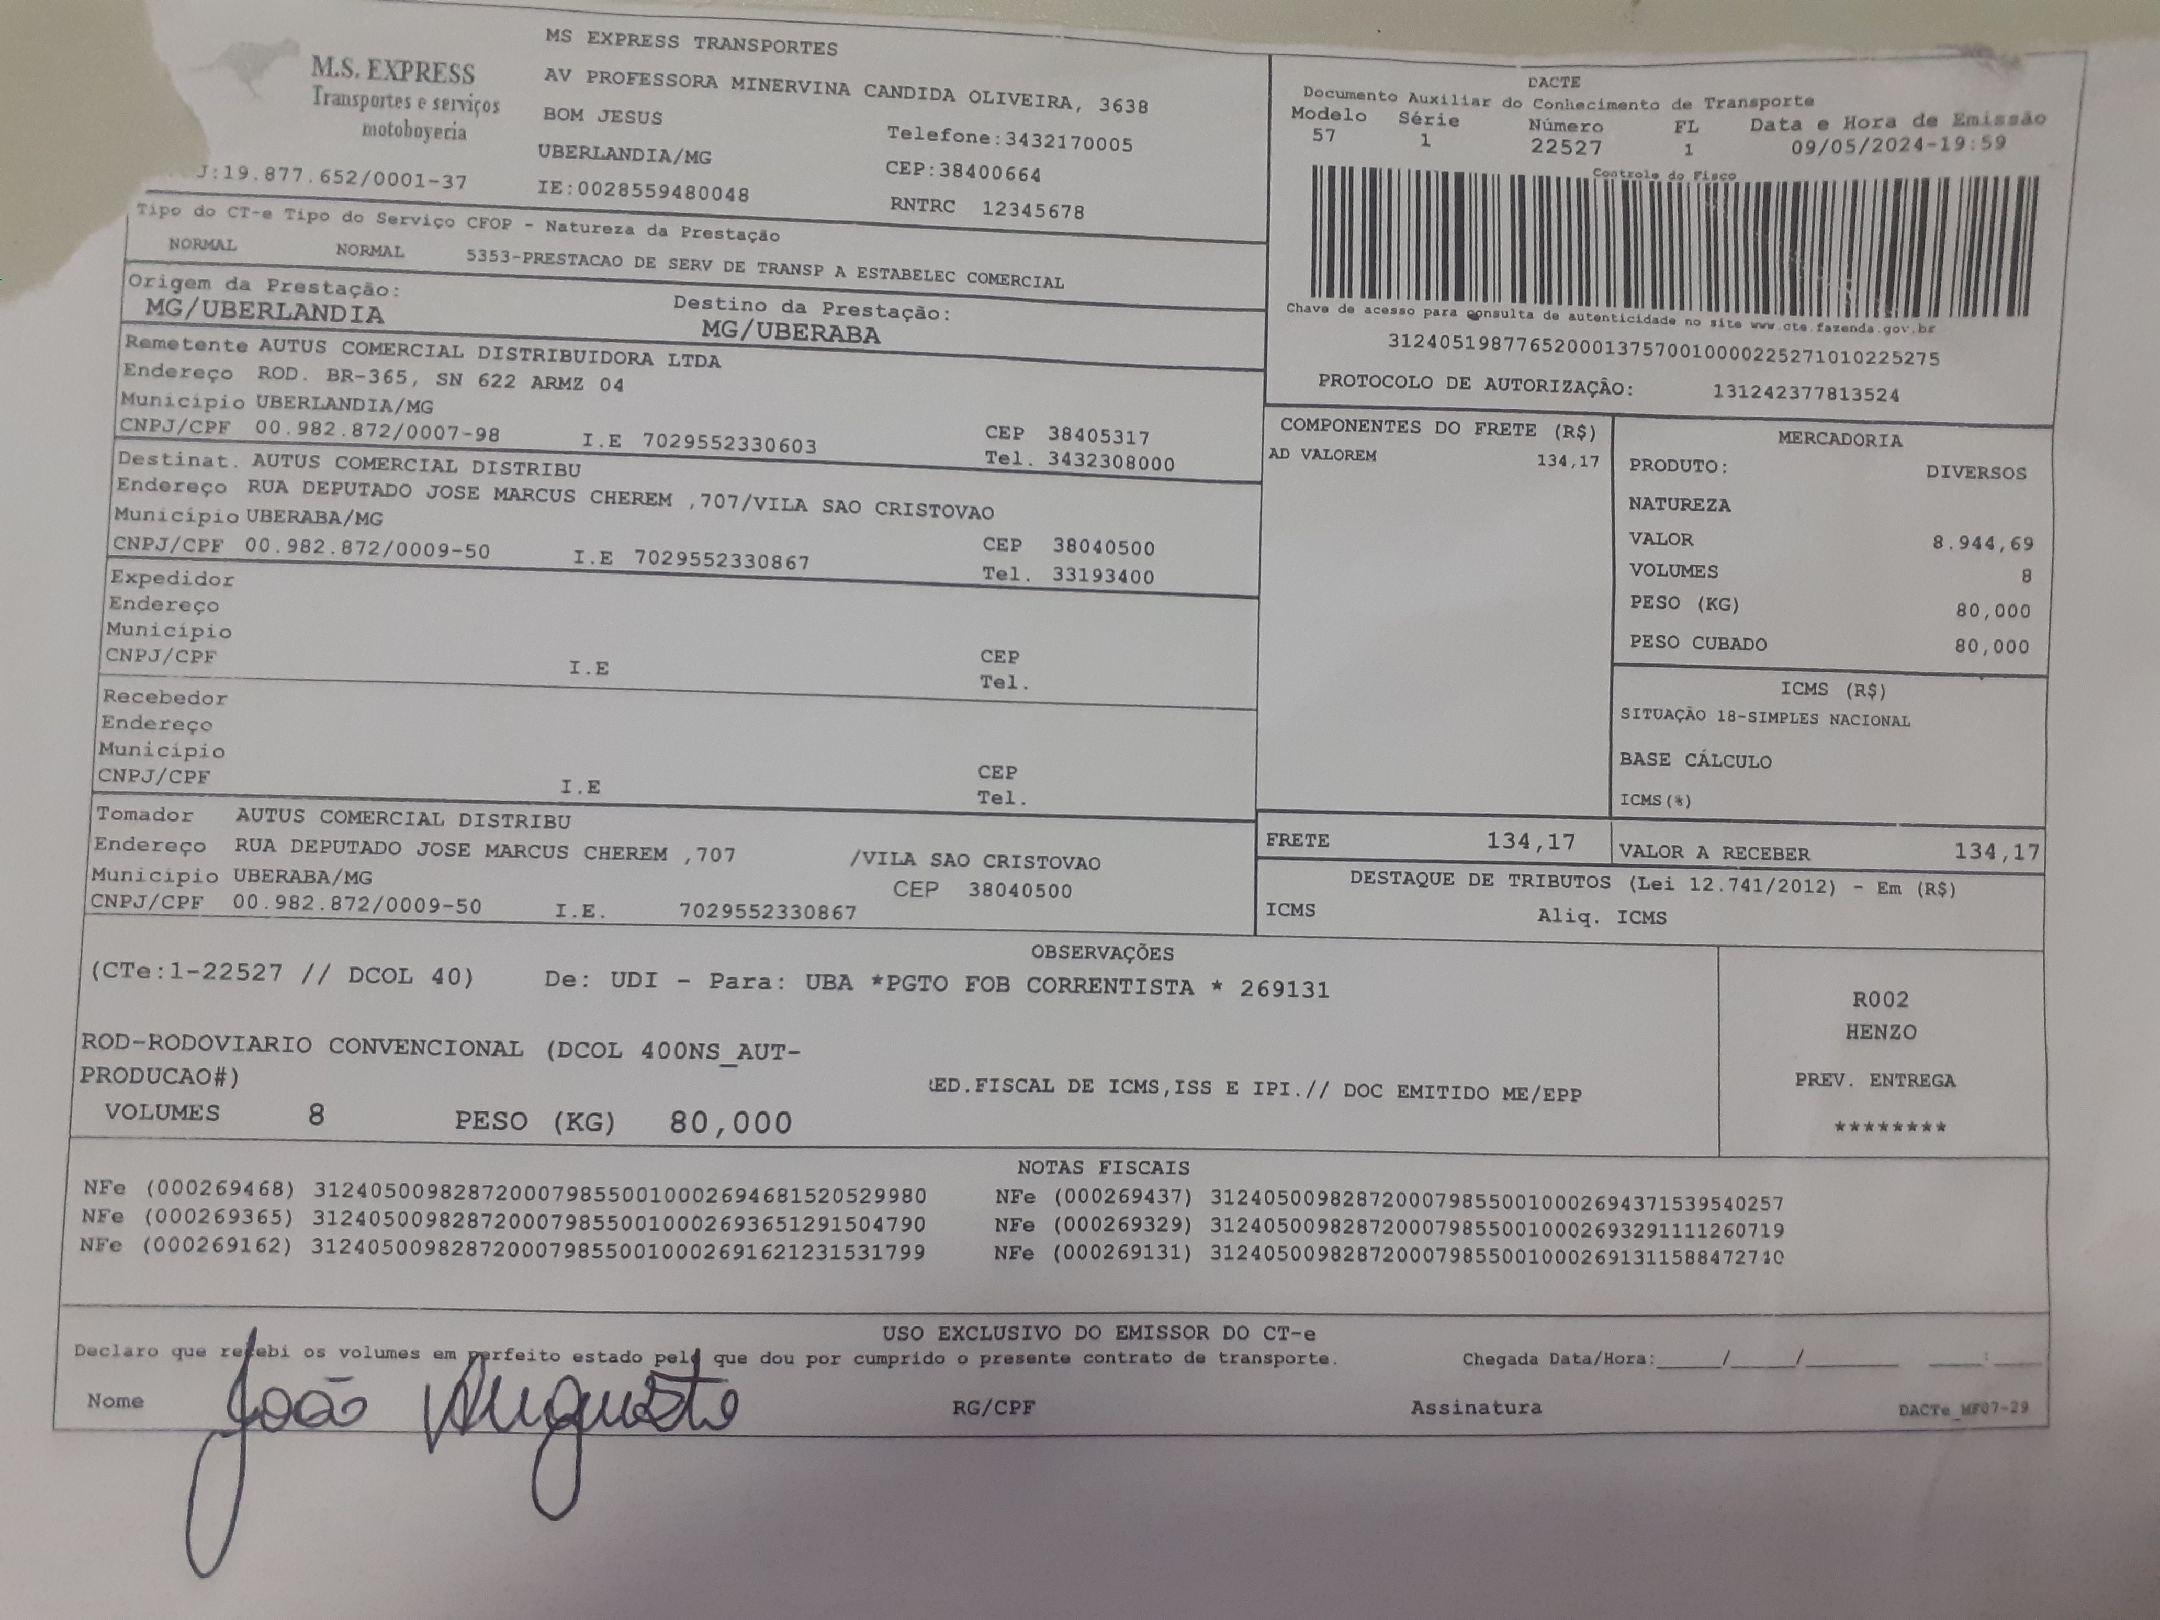 M.S. EXPRESS
Transportes e serviços
motoboyeria
J:19.877.652/0001-37
MS EXPRESS TRANSPORTES
AV PROFESSORA MINERVINA CANDIDA OLIVEIRA, 3638
BOM JESUS
Telefone:3432170005
UBERLANDIA/MG
CEP:38400664
IE:0028559480048
RNTRC 12345678
DACTE
Documento Auxiliar do Conhecimento de Transporte
Modelo Série Número FL Data e Hora de Emissão
57 1 22527 1 09/05/2024-19:59
Controle do Fisco
Chave de acesso para consulta de autenticidade no site www.cte.fazenda.gov.br
31240519877652000137570010000225271010225275
PROTOCOLO DE AUTORIZAÇÃO: 131242377813524
Tipo do CT-e Tipo do Serviço CFOP - Natureza da Prestação
NORMAL NORMAL 5353-PRESTACAO DE SERV DE TRANSP A ESTABELEC COMERCIAL
Origem da Prestação: Destino da Prestação:
MG/UBERLANDIA MG/UBERABA
Remetente AUTUS COMERCIAL DISTRIBUIDORA LTDA
Endereço ROD. BR-365, SN 622 ARMZ 04
Município UBERLANDIA/MG CEP 38405317
CNPJ/CPF 00.982.872/0007-98 I.E 7029552330603 Tel. 3432308000
Destinat. AUTUS COMERCIAL DISTRIBU
Endereço RUA DEPUTADO JOSE MARCUS CHEREM ,707/VILA SAO CRISTOVAO
Município UBERABA/MG CEP 38040500
CNPJ/CPF 00.982.872/0009-50 I.E 7029552330867 Tel. 33193400
Expedidor
Endereço
Município CEP
CNPJ/CPF I.E Tel.
Recebedor
Endereço
Município CEP
CNPJ/CPF I.E Tel.
Tomador AUTUS COMERCIAL DISTRIBU
Endereço RUA DEPUTADO JOSE MARCUS CHEREM ,707 /VILA SAO CRISTOVAO
Município UBERABA/MG CEP 38040500
CNPJ/CPF 00.982.872/0009-50 I.E. 7029552330867
COMPONENTES DO FRETE (R$)
AD VALOREM 134,17
MERCADORIA
PRODUTO: DIVERSOS
NATUREZA
VALOR 8.944,69
VOLUMES 8
PESO (KG) 80,000
PESO CUBADO 80,000
ICMS (R$)
SITUAÇÃO 18-SIMPLES NACIONAL
BASE CÁLCULO
ICMS(%)
FRETE 134,17 VALOR A RECEBER 134,17
DESTAQUE DE TRIBUTOS (Lei 12.741/2012) - Em (R$)
ICMS Aliq. ICMS
OBSERVAÇÕES
(CTe:1-22527 // DCOL 40) De: UDI - Para: UBA *PGTO FOB CORRENTISTA * 269131
ROD-RODOVIARIO CONVENCIONAL (DCOL 400NS_AUT-
PRODUCAO#) RED.FISCAL DE ICMS,ISS E IPI.// DOC EMITIDO ME/EPP
VOLUMES 8 PESO (KG) 80,000
R002
HENZO
PREV. ENTREGA
********
NOTAS FISCAIS
NFe (000269468) 31240500982872000798550010002694681520529980 NFe (000269437) 31240500982872000798550010002694371539540257
NFe (000269365) 31240500982872000798550010002693651291504790 NFe (000269329) 31240500982872000798550010002693291111260719
NFe (000269162) 31240500982872000798550010002691621231531799 NFe (000269131) 31240500982872000798550010002691311588472740
USO EXCLUSIVO DO EMISSOR DO CT-e
Declaro que recebi os volumes em perfeito estado pelo que dou por cumprido o presente contrato de transporte. Chegada Data/Hora:_____/_____/_______ ____:____
Nome João Augusto RG/CPF Assinatura DACTe_MF07-29